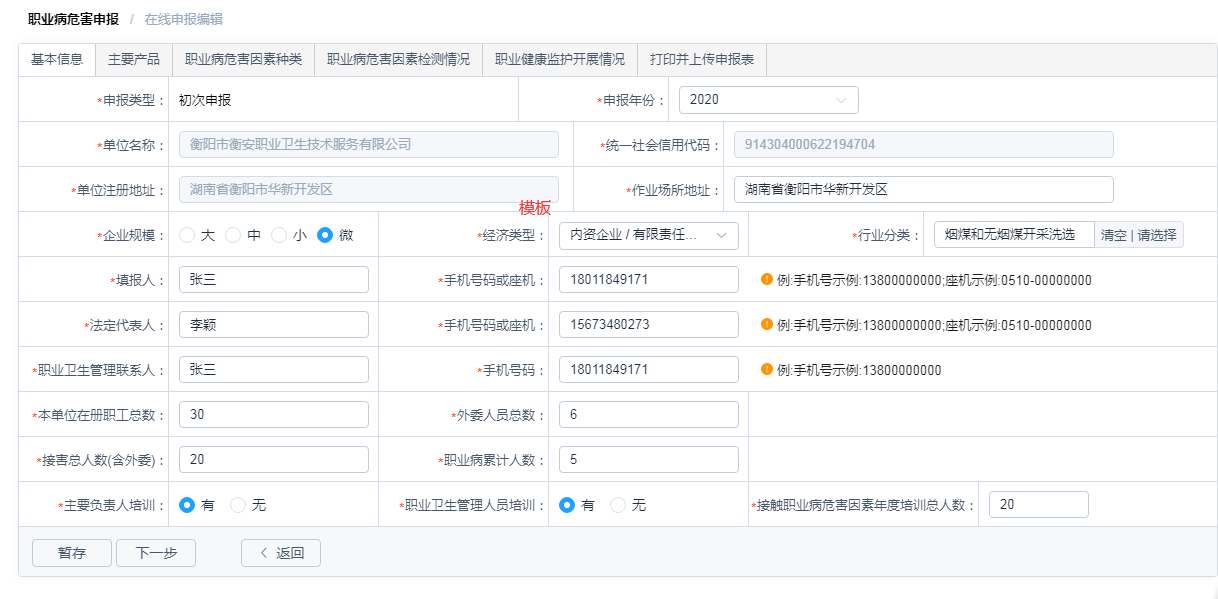 职业病危害申报 / 在线申报编辑
基本信息 主要产品 职业病危害因素种类 职业病危害因素检测情况 职业健康监护开展情况 打印并上传申报表
*申报类型： 初次申报 *申报年份： 2020
*单位名称： 衡阳市衡安职业卫生技术服务有限公司 *统一社会信用代码： 914304000622194704
*单位注册地址： 湖南省衡阳市华新开发区 *作业场所地址： 湖南省衡阳市华新开发区
模板
*企业规模： 大 中 小 微 *经济类型： 内资企业 / 有限责任... *行业分类： 烟煤和无烟煤开采洗选 清空 | 请选择
*填报人： 张三 *手机号码或座机： 18011849171 例:手机号示例:13800000000;座机示例:0510-00000000
*法定代表人： 李颖 *手机号码或座机： 15673480273 例:手机号示例:13800000000;座机示例:0510-00000000
*职业卫生管理联系人： 张三 *手机号码： 18011849171 例:手机号示例:13800000000
*本单位在册职工总数： 30 *外委人员总数： 6
*接害总人数(含外委)： 20 *职业病累计人数： 5
*主要负责人培训： 有 无 *职业卫生管理人员培训： 有 无 *接触职业病危害因素年度培训总人数： 20
暂存 下一步 < 返回